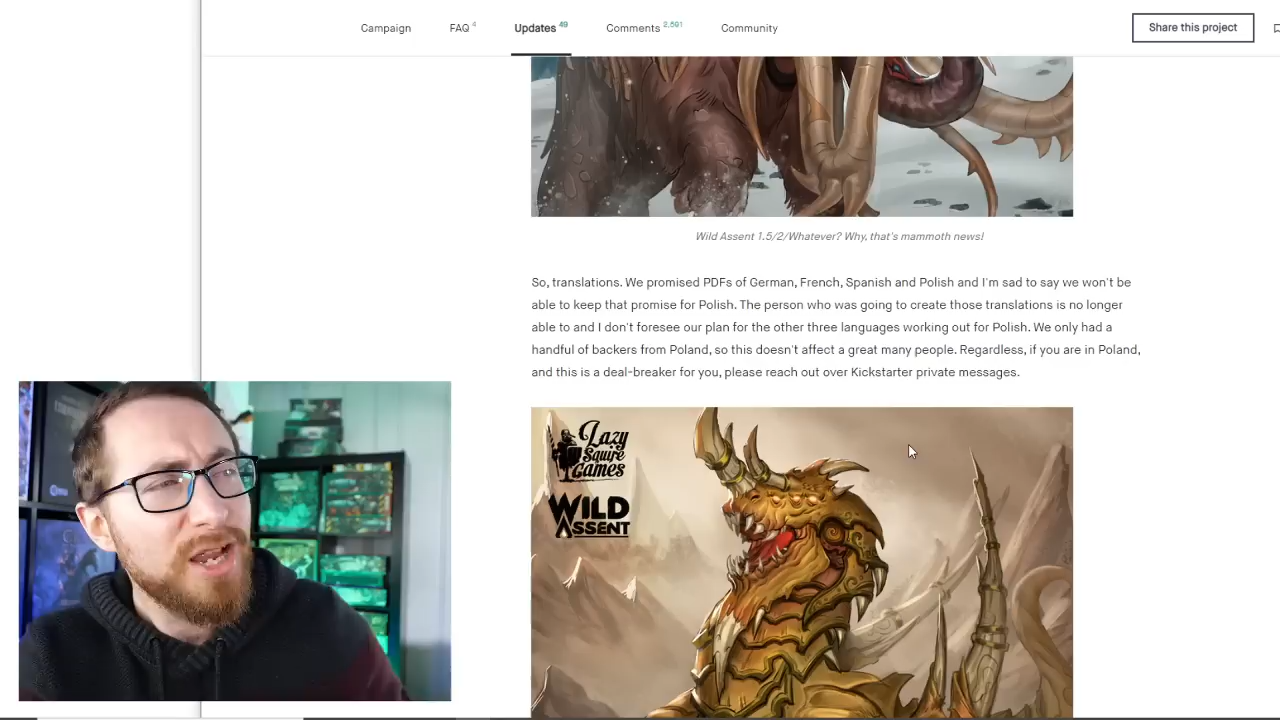 Campaign
FAQ 4
Updates 49
Comments 2,691
Community
Share this project
Wild Assent 1.5/2/Whatever? Why, that's mammoth news!
So, translations. We promised PDFs of German, French, Spanish and Polish and I'm sad to say we won't be
able to keep that promise for Polish. The person who was going to create those translations is no longer
able to and I don't foresee our plan for the other three languages working out for Polish. We only had a
handful of backers from Poland, so this doesn't affect a great many people. Regardless, if you are in Poland,
and this is a deal-breaker for you, please reach out over Kickstarter private messages.
Lazy
Squire
Games
WILD
ASSENT